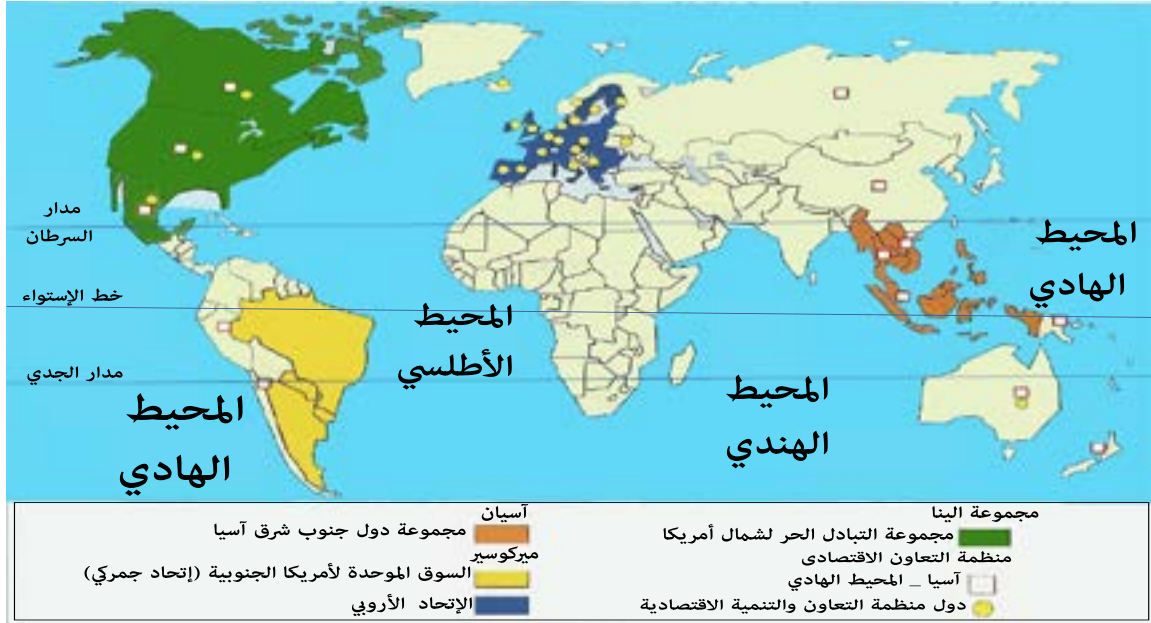 مدار
السرطان
المحيط
الهادي
خط الإستواء
المحيط
الأطلسي
مدار الجدي
المحيط
الهندي
المحيط
الهادي
مجموعة الينا
مجموعة التبادل الحر لشمال أمريكا
منظمة التعاون الاقتصادى
آسيا _ المحيط الهادي
دول منظمة التعاون والتنمية الاقتصادية
آسيان
مجموعة دول جنوب شرق آسيا
ميركوسير
السوق الموحدة لأمريكا الجنوبية (إتحاد جمركي)
الإتحاد الأروبي